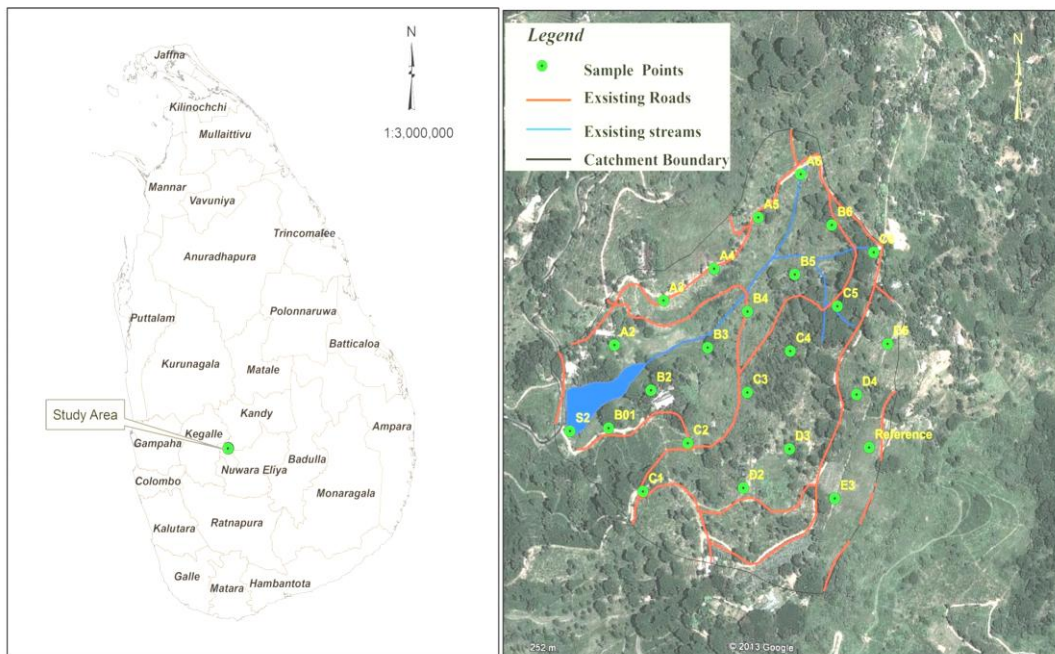 Jaffna
N
Kilinochchi
1:3,000,000
Mullaittivu
Mannar
Vavuniya
Trincomalee
Anuradhapura
Polonnaruwa
Puttalam
Batticaloa
Kurunagala
Matale
Study Area
Kandy
Kegalle
Ampara
Gampaha
Nuwara Eliya
Badulla
Colombo
Monaragala
Ratnapura
Kalutara
Galle
Hambantota
Matara
Legend
N
Sample Points
Exsisting Roads
Exsisting streams
Catchment Boundary
A6
A5
B6
A4
B5
C5
B4
A2
B3
C4
B2
C3
D4
S2
B01
C2
D3
Reference
C1
D2
E3
252 m
© 2013 Google